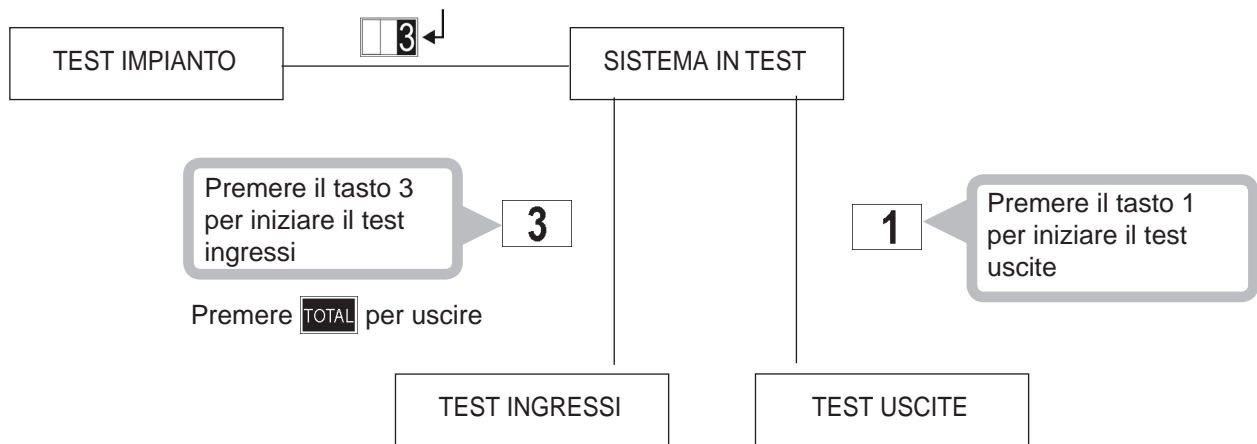 3
TEST IMPIANTO
SISTEMA IN TEST
Premere il tasto 3
per iniziare il test
ingressi
3
1
Premere il tasto 1
per iniziare il test
uscite
Premere TOTAL per uscire
TEST INGRESSI
TEST USCITE